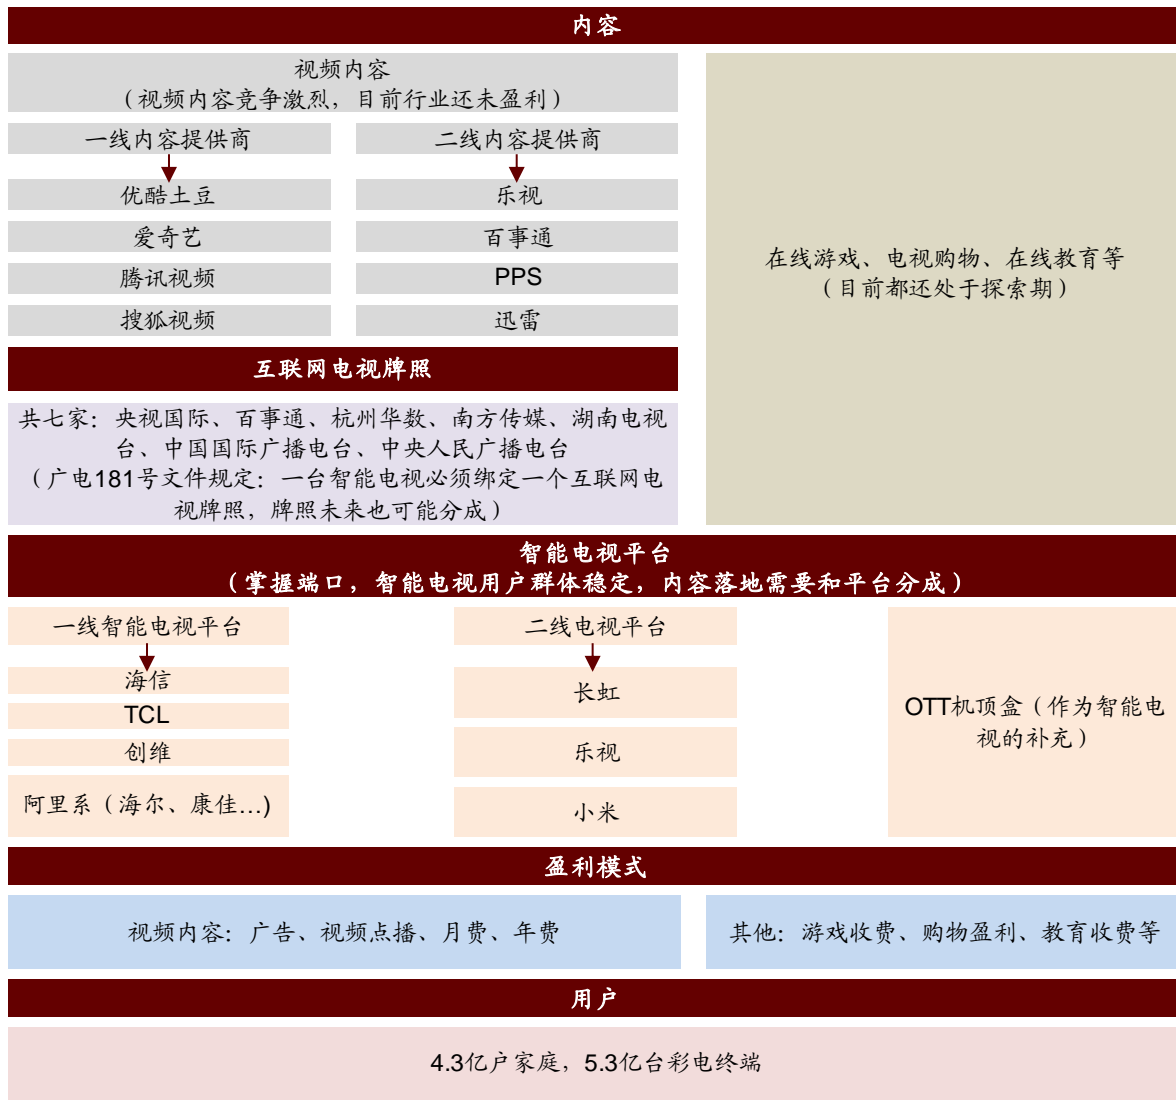 内容
视频内容
（视频内容竞争激烈，目前行业还未盈利）
一线内容提供商
二线内容提供商
优酷土豆
乐视
爱奇艺
百事通
腾讯视频
PPS
搜狐视频
迅雷
在线游戏、电视购物、在线教育等
（目前都还处于探索期）
互联网电视牌照
共七家：央视国际、百事通、杭州华数、南方传媒、湖南电视
台、中国国际广播电台、中央人民广播电台
（广电181号文件规定：一台智能电视必须绑定一个互联网电
视牌照，牌照未来也可能分成）
智能电视平台
（掌握端口，智能电视用户群体稳定，内容落地需要和平台分成）
一线智能电视平台
海信
TCL
创维
阿里系（海尔、康佳...)
二线电视平台
长虹
乐视
小米
OTT机顶盒（作为智能电
视的补充）
盈利模式
视频内容：广告、视频点播、月费、年费
其他：游戏收费、购物盈利、教育收费等
用户
4.3亿户家庭，5.3亿台彩电终端